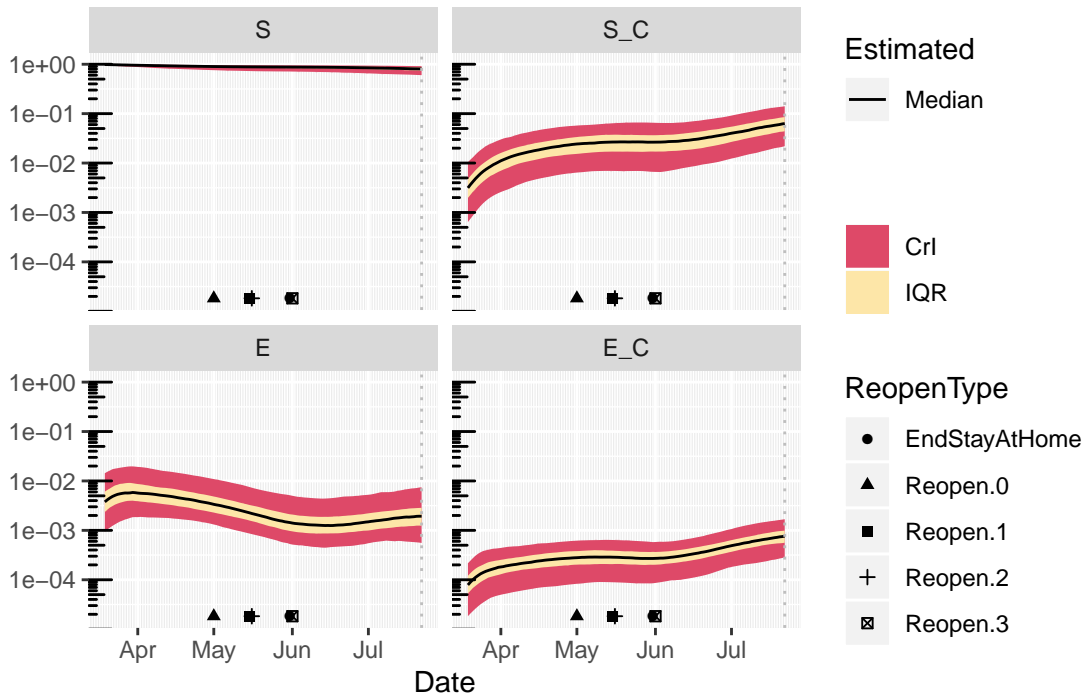 S
S_C
1e+00
1e−01
1e−02
1e−03
1e−04
E
E_C
1e+00
1e−01
1e−02
1e−03
1e−04
Apr May Jun Jul
Apr May Jun Jul
Date
Estimated
Median
CrI
IQR
ReopenType
EndStayAtHome
Reopen.0
Reopen.1
Reopen.2
Reopen.3